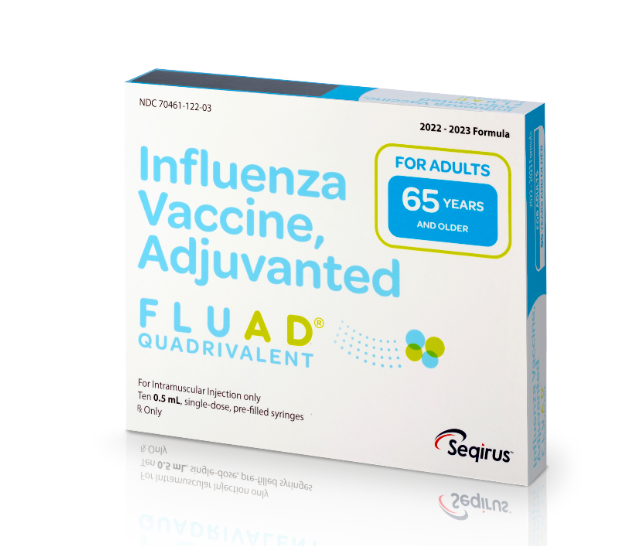 NDC 70461-122-03
2022 - 2023 Formula
Influenza
Vaccine,
Adjuvanted
FOR ADULTS
65 YEARS
AND OLDER
FLUAD®
QUADRIVALENT
For Intramuscular Injection only
Ten 0.5 mL, single-dose, pre-filled syringes
℞ Only
Seqirus™